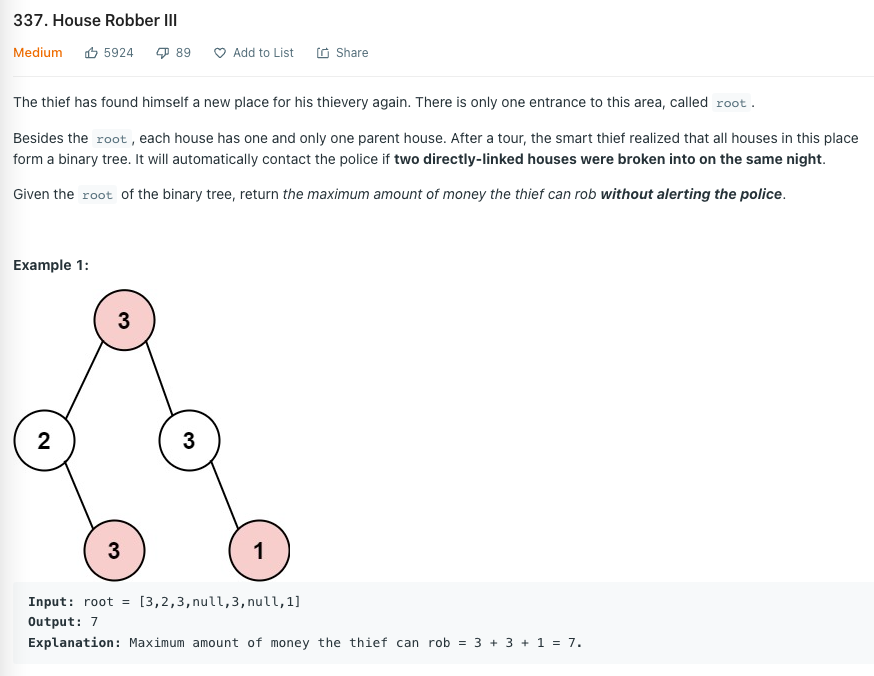 337. House Robber III
Medium 5924 89 Add to List Share
The thief has found himself a new place for his thievery again. There is only one entrance to this area, called root.
Besides the root, each house has one and only one parent house. After a tour, the smart thief realized that all houses in this place
form a binary tree. It will automatically contact the police if two directly-linked houses were broken into on the same night.
Given the root of the binary tree, return the maximum amount of money the thief can rob without alerting the police.
Example 1:
3
2 3
3 1
Input: root = [3,2,3,null,3,null,1]
Output: 7
Explanation: Maximum amount of money the thief can rob = 3 + 3 + 1 = 7.